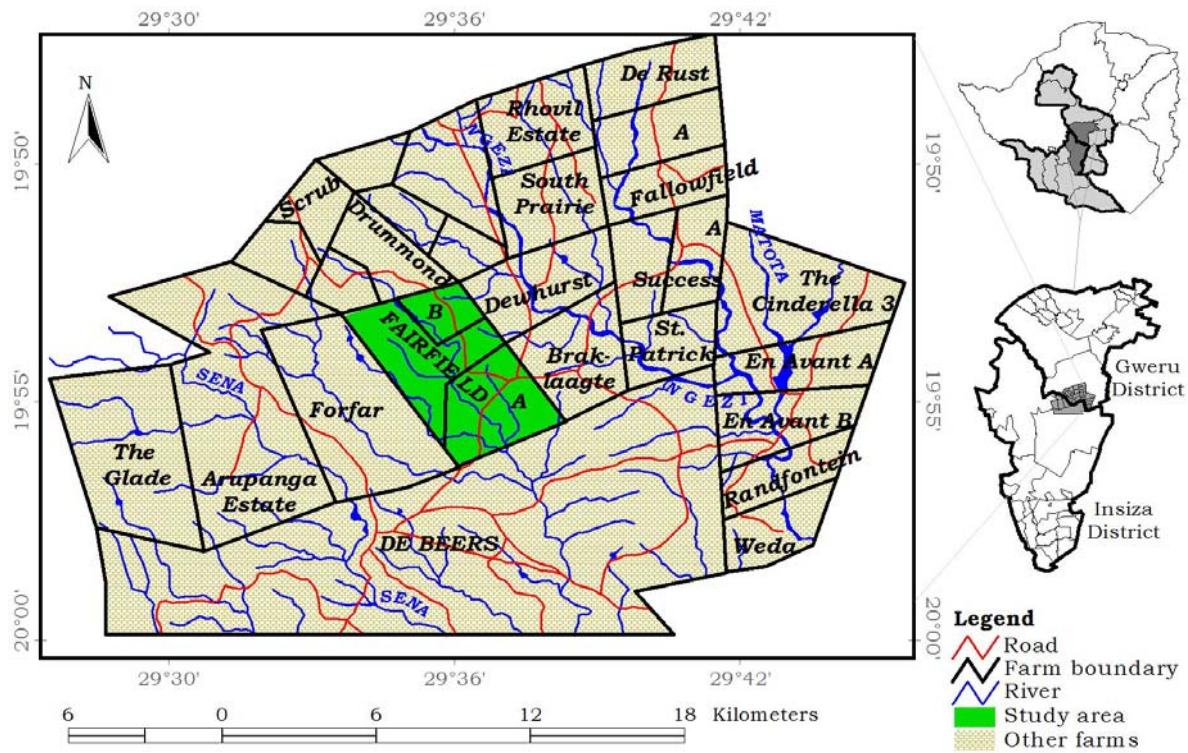 29°30'
29°36'
29°42'
19°50'
19°55'
20°00'
N
De Rust
Rhovil
Estate
NGEZI
A
South
Prairie
Fallowfield
Scrub
Drummond
A
MATOTA
Dewhurst
Success
The
Cinderella 3
B
FAIRFIELD
St.
Patrick
Brak-
laagte
En Avant A
SENA
Forfar
A
NGEZI
En Avant B
The
Glade
Arupanga
Estate
Randfontein
DE BEERS
Weda
SENA
19°50'
19°55'
20°00'
29°30'
29°36'
29°42'
6
0
6
12
18 Kilometers
Gweru
District
Insiza
District
Legend
Road
Farm boundary
River
Study area
Other farms